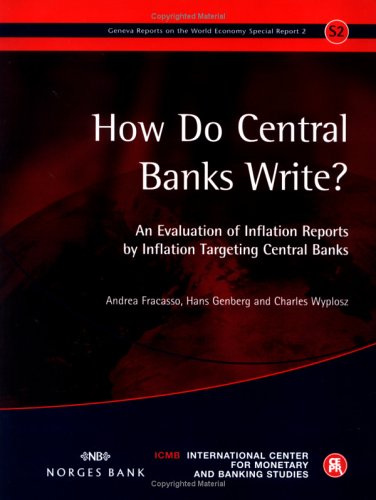 Copyrighted Material
Geneva Reports on the World Economy Special Report 2
S2
How Do Central
Banks Write?
An Evaluation of Inflation Reports
by Inflation Targeting Central Banks
Andrea Fracasso, Hans Genberg and Charles Wyplosz
NB
NORGES BANK
ICMB INTERNATIONAL CENTER
FOR MONETARY
AND BANKING STUDIES
CEPR
Copyrighted Material